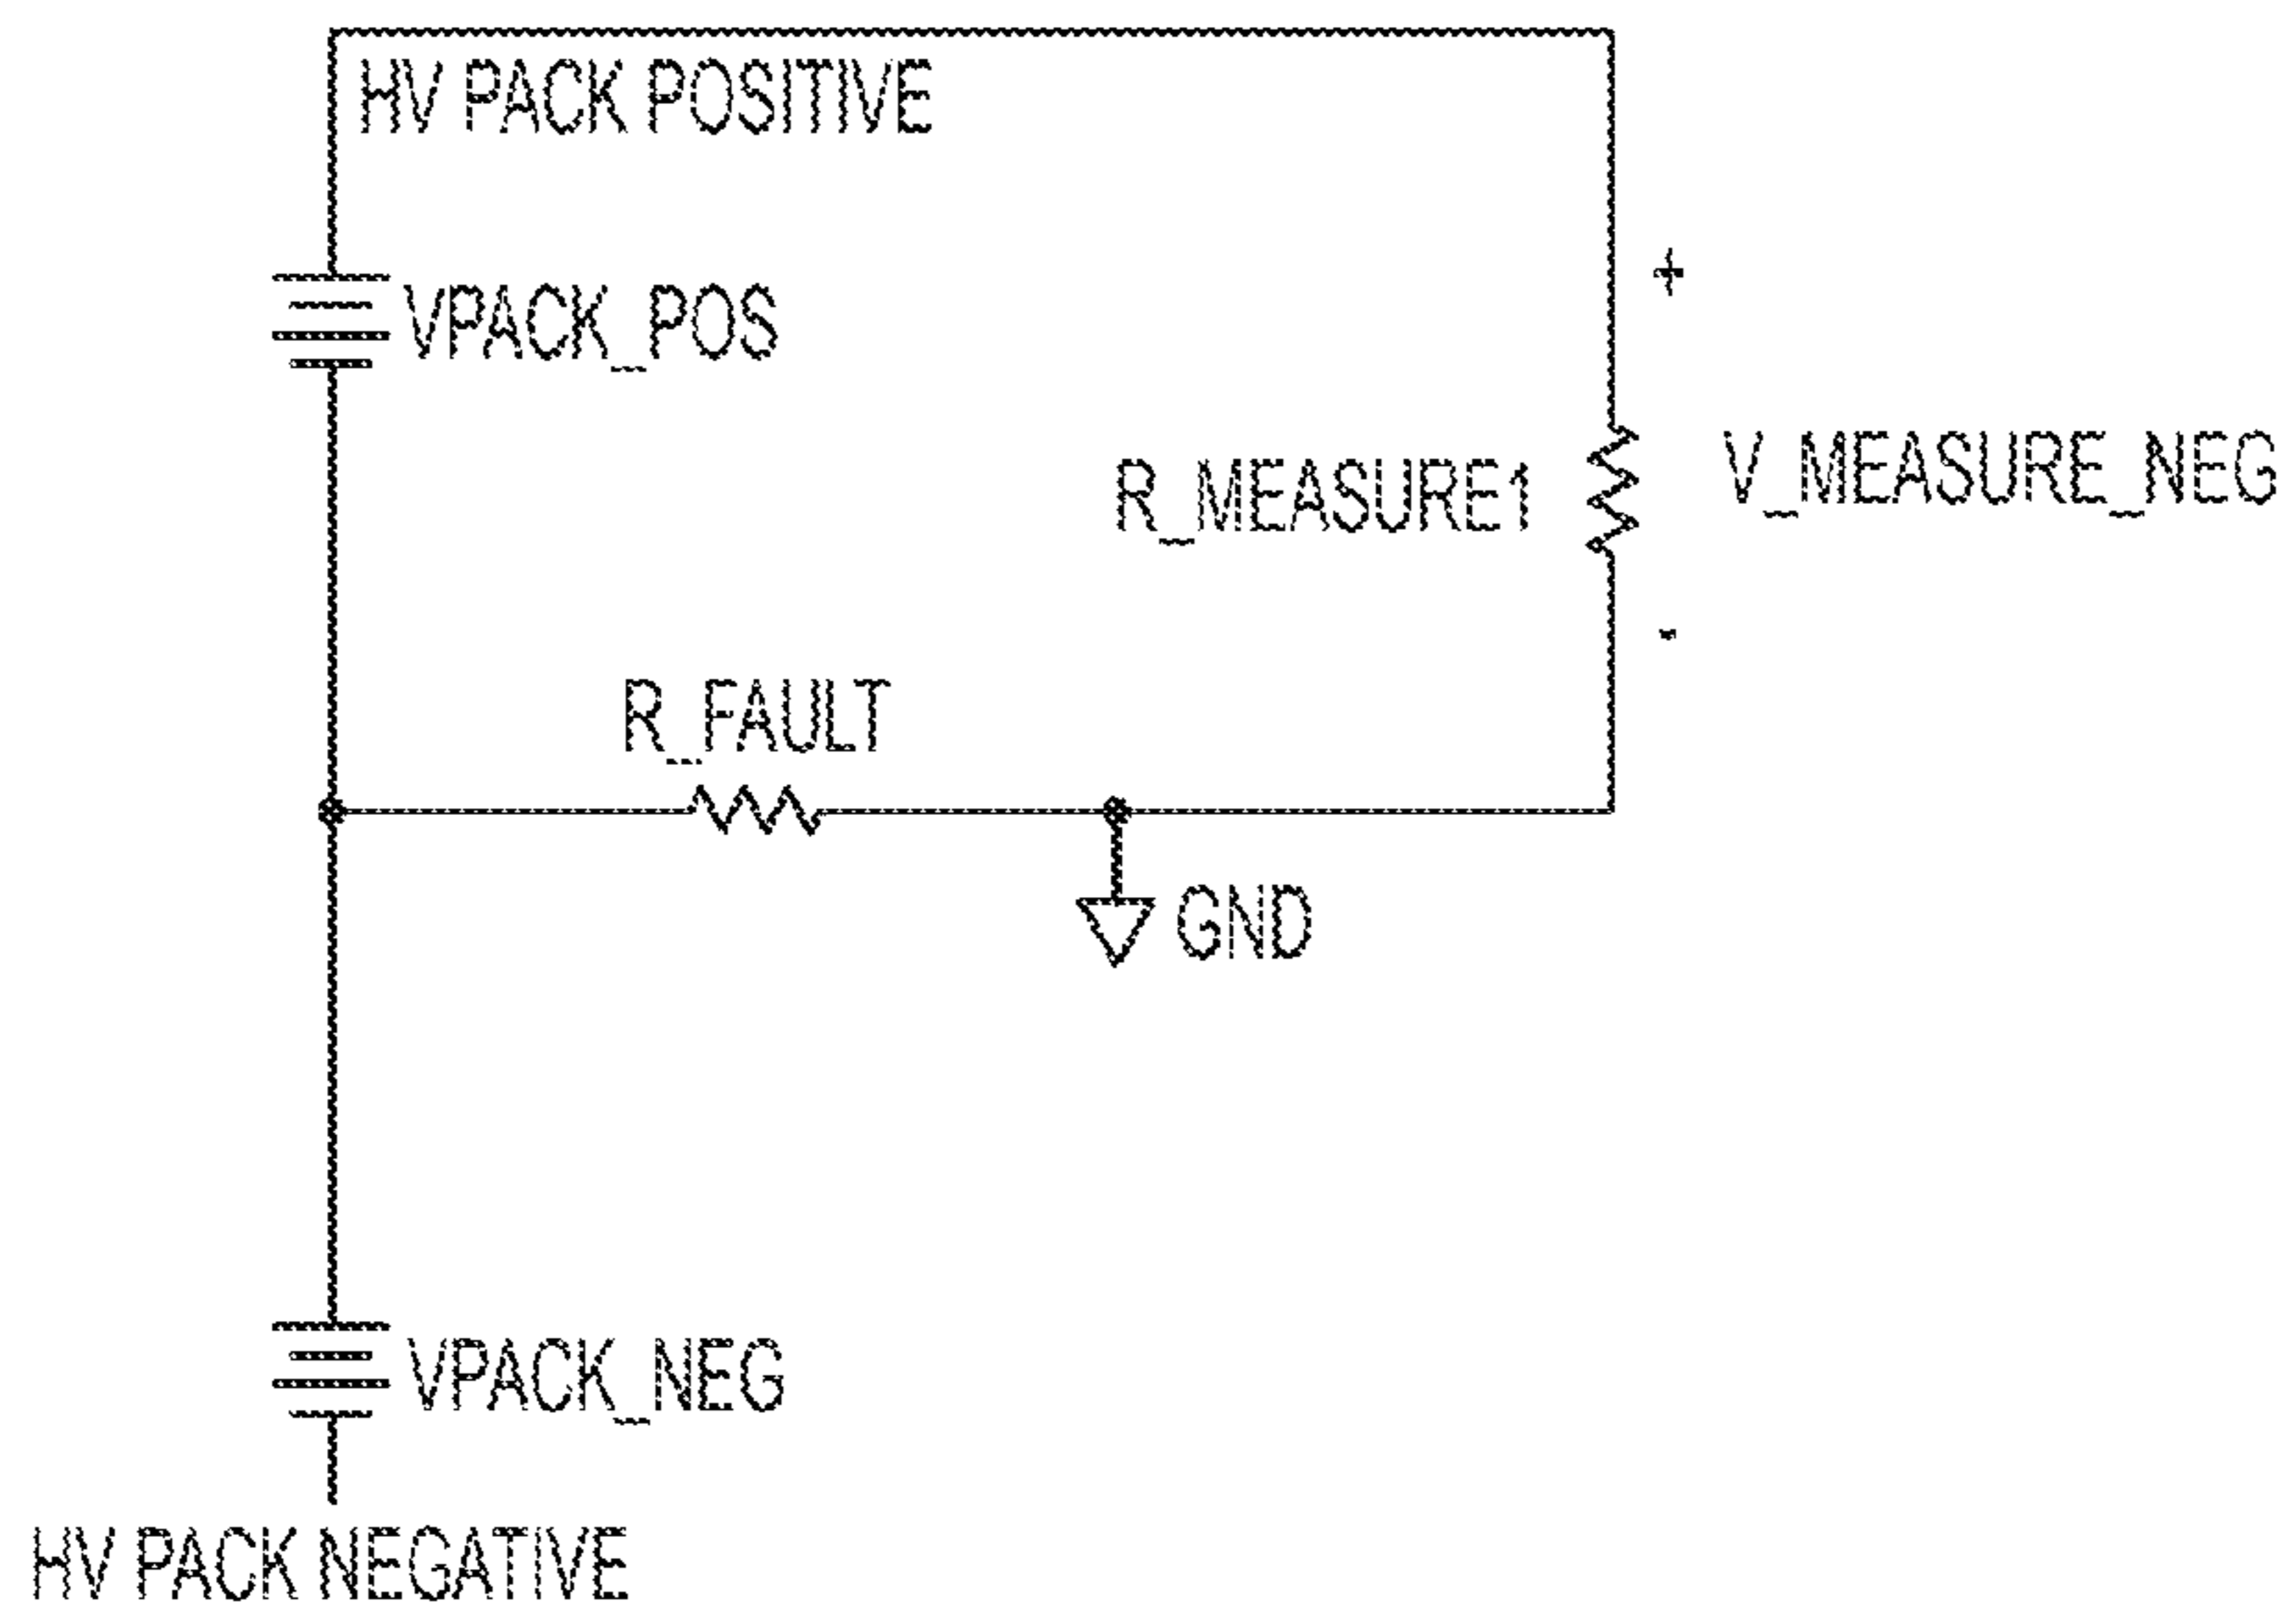 HV PACK POSITIVE
VPACK_POS
+
R_MEASURE1
V_MEASURE_NEG
-
R_FAULT
GND
VPACK_NEG
HV PACK NEGATIVE